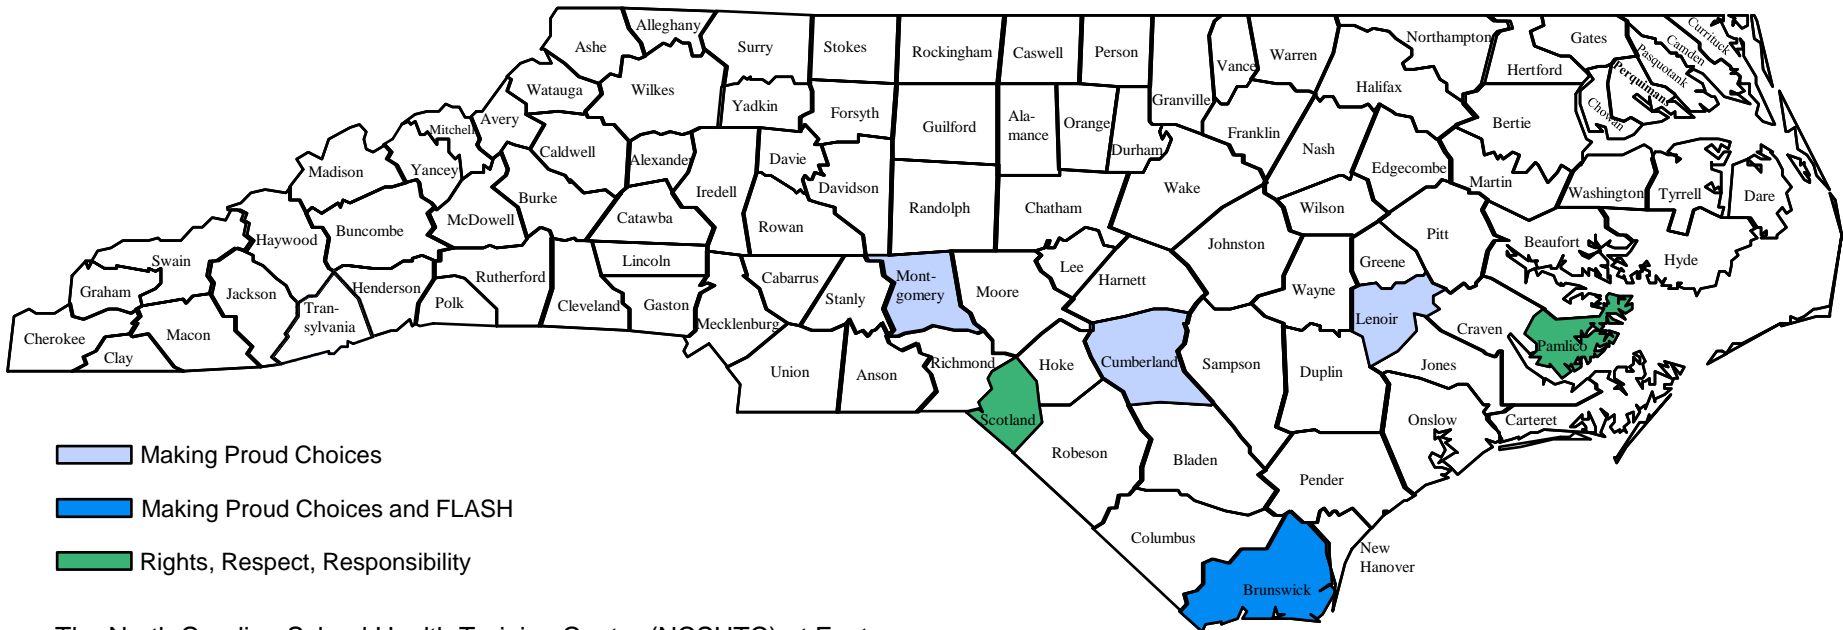 Alleghany
Ashe
Surry
Stokes
Rockingham
Caswell
Person
Vance
Warren
Northampton
Gates
Currituck
Camden
Pasquotank
Perquimans
Hertford
Halifax
Watauga
Wilkes
Yadkin
Forsyth
Guilford
Ala-
mance
Orange
Granville
Durham
Franklin
Nash
Bertie
Chowan
Mitchell
Avery
Caldwell
Alexander
Davie
Edgecombe
Madison
Yancey
Iredell
Davidson
Wake
Martin
Washington
Tyrrell
Dare
Burke
McDowell
Catawba
Rowan
Randolph
Chatham
Wilson
Buncombe
Haywood
Johnston
Pitt
Beaufort
Hyde
Swain
Lincoln
Lee
Greene
Graham
Jackson
Henderson
Rutherford
Cabarrus
Mont-
gomery
Moore
Harnett
Wayne
Tran-
sylvania
Polk
Cleveland
Gaston
Stanly
Mecklenburg
Lenoir
Craven
Pamlico
Cherokee
Clay
Macon
Union
Anson
Richmond
Hoke
Cumberland
Sampson
Duplin
Jones
Scotland
Onslow
Carteret
Robeson
Bladen
Pender
Columbus
New
Hanover
Brunswick
Making Proud Choices
Making Proud Choices and FLASH
Rights, Respect, Responsibility